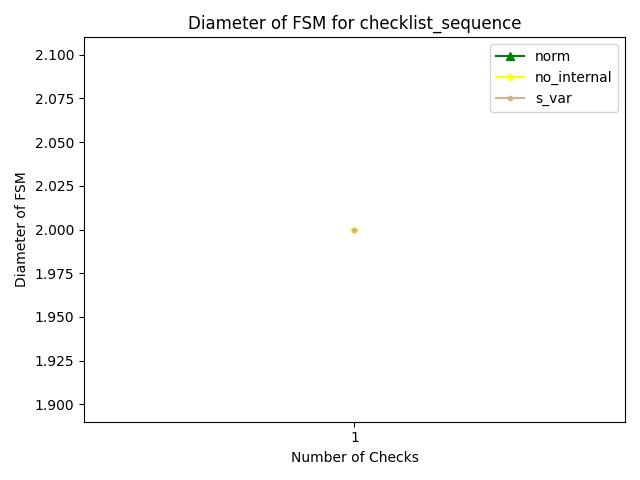 Diameter of FSM for checklist_sequence
norm
no_internal
s_var
2.100
2.075
2.050
2.025
2.000
1.975
1.950
1.925
1.900
Diameter of FSM
1
Number of Checks